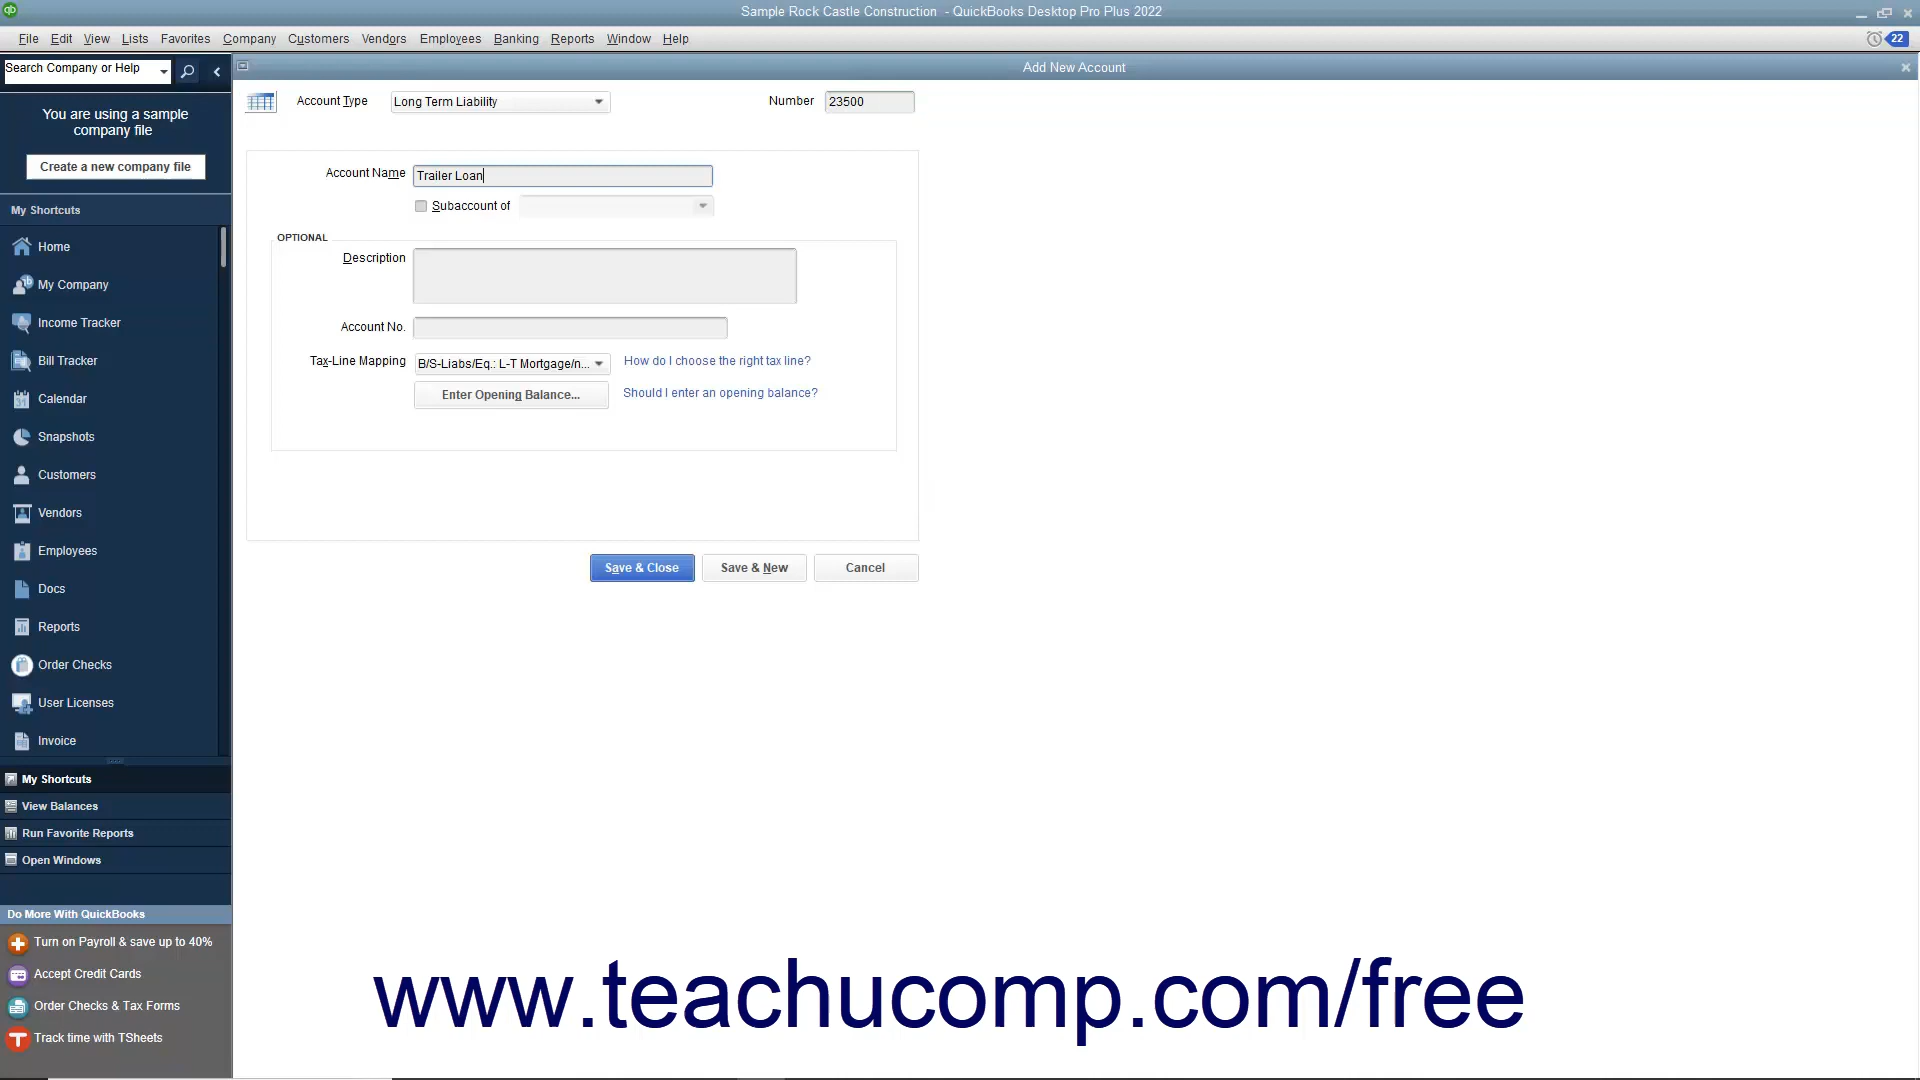 Sample Rock Castle Construction - QuickBooks Desktop Pro Plus 2022
File Edit View Lists Favorites Company Customers Vendors Employees Banking Reports Window Help
22
Search Company or Help
Add New Account
You are using a sample
company file
Create a new company file
My Shortcuts
Home
My Company
Income Tracker
Bill Tracker
Calendar
Snapshots
Customers
Vendors
Employees
Docs
Reports
Order Checks
User Licenses
Invoice
My Shortcuts
View Balances
Run Favorite Reports
Open Windows
Do More With QuickBooks
Turn on Payroll & save up to 40%
Accept Credit Cards
Order Checks & Tax Forms
Track time with TSheets
Account Type Long Term Liability Number 23500
Account Name Trailer Loan
Subaccount of
OPTIONAL
Description
Account No.
Tax-Line Mapping B/S-Liabs/Eq.: L-T Mortgage/n... How do I choose the right tax line?
Enter Opening Balance... Should I enter an opening balance?
Save & Close Save & New Cancel
www.teachucomp.com/free